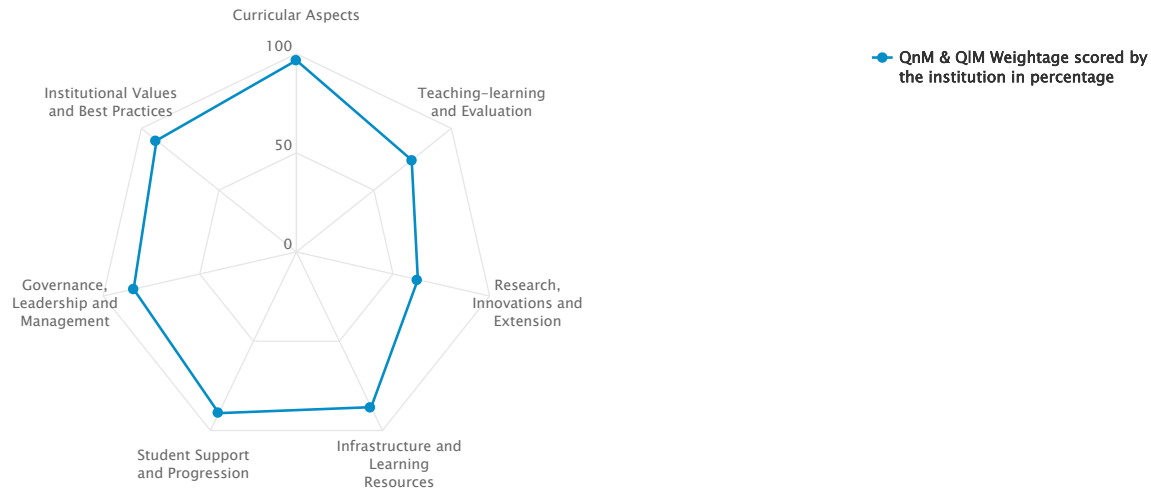 Curricular Aspects
100
50
0
Teaching-learning
and Evaluation
Research,
Innovations and
Extension
Infrastructure and
Learning
Resources
Student Support
and Progression
Governance,
Leadership and
Management
Institutional Values
and Best Practices
QnM & QlM Weightage scored by
the institution in percentage